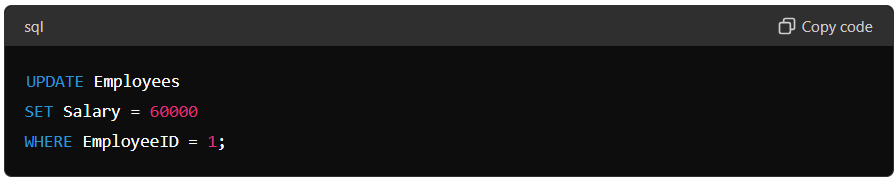 sql Copy code
UPDATE Employees
SET Salary = 60000
WHERE EmployeeID = 1;